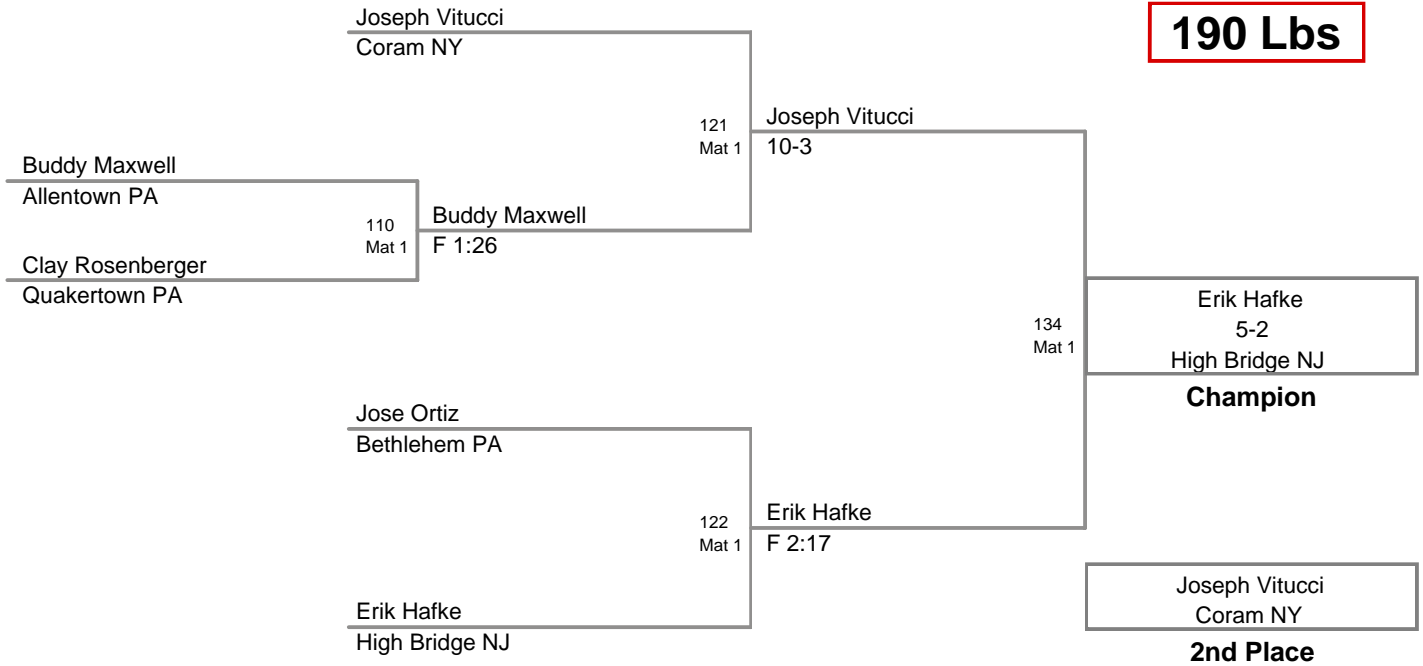 Joseph Vitucci
Coram NY
190 Lbs
121
Mat 1
Joseph Vitucci
10-3
Buddy Maxwell
Allentown PA
110
Mat 1
Buddy Maxwell
F 1:26
Clay Rosenberger
Quakertown PA
134
Mat 1
Erik Hafke
5-2
High Bridge NJ
Champion
Jose Ortiz
Bethlehem PA
122
Mat 1
Erik Hafke
F 2:17
Erik Hafke
High Bridge NJ
Joseph Vitucci
Coram NY
2nd Place